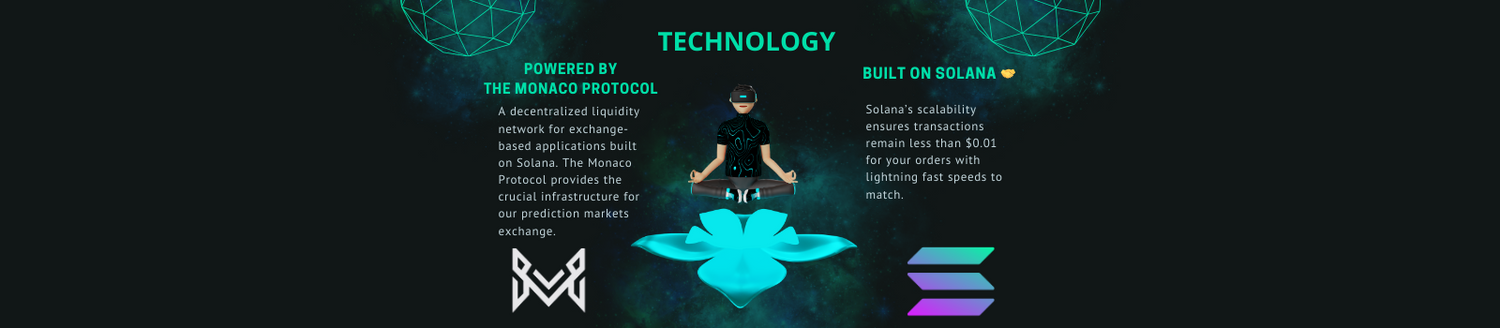 TECHNOLOGY
POWERED BY
THE MONACO PROTOCOL
A decentralized liquidity
network for exchange-
based applications built
on Solana. The Monaco
Protocol provides the
crucial infrastructure for
our prediction markets
exchange.
BUILT ON SOLANA 🤝
Solana's scalability
ensures transactions
remain less than $0.01
for your orders with
lightning fast speeds to
match.